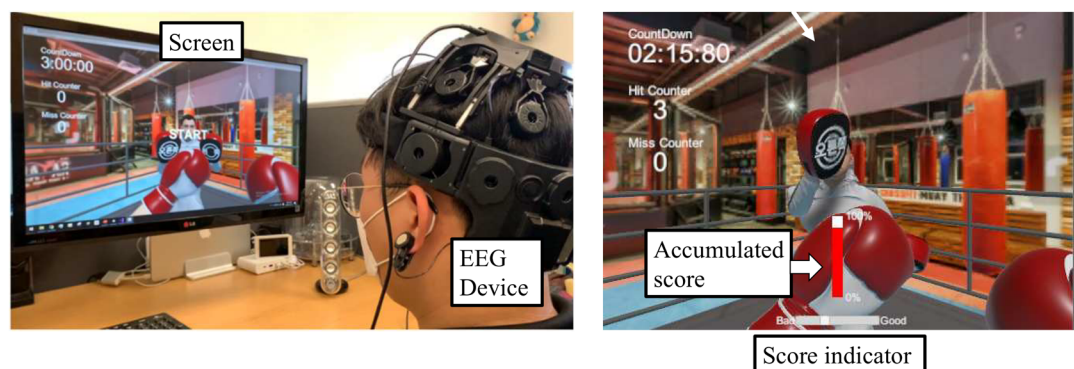 Screen
CountDown
3:00:00
Hit Counter
0
Miss Counter
0
START
LG
EEG
Device
CountDown
02:15:80
Hit Counter
3
Miss Counter
0
100%
Accumulated
score
0%
Bad
Good
Score indicator